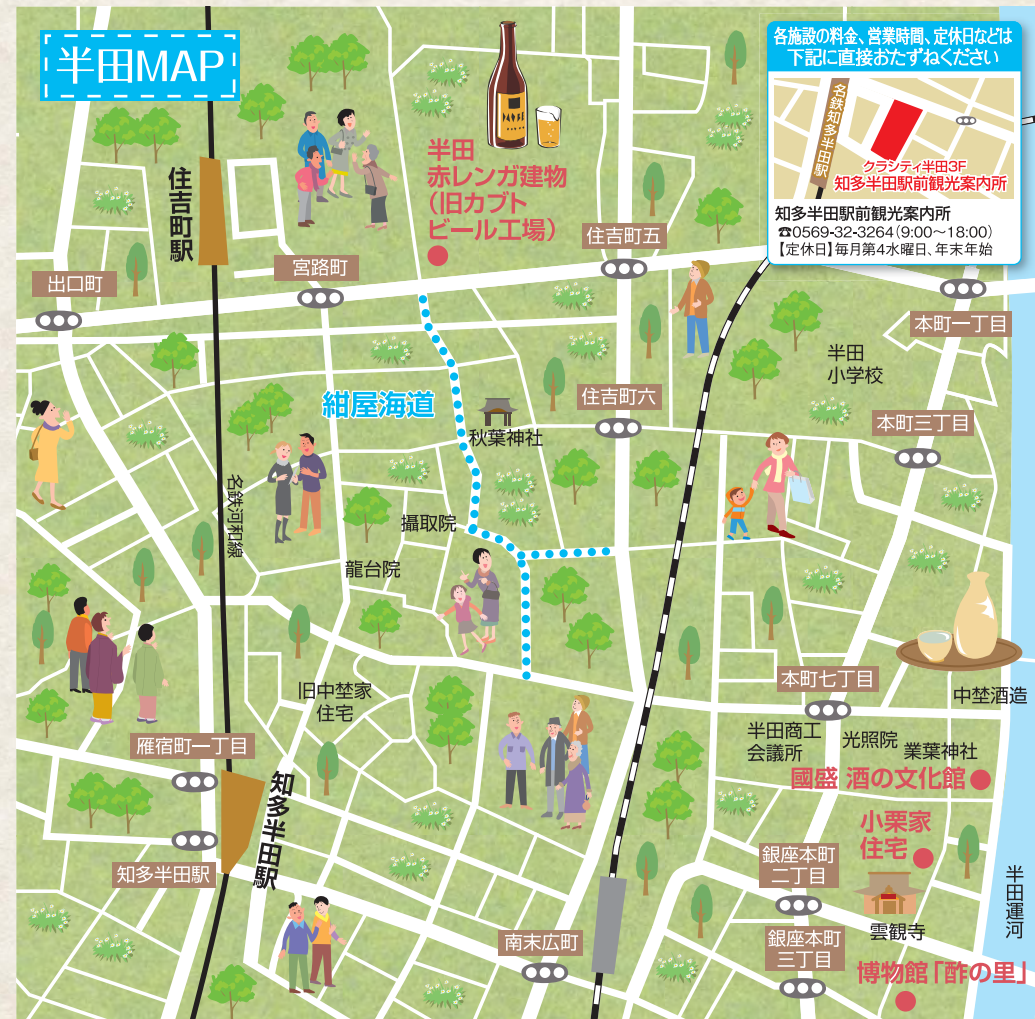 半田MAP
各施設の料金、営業時間、定休日などは
下記に直接おたずねください
名鉄知多半田駅
クラシティ半田3F
知多半田駅前観光案内所
知多半田駅前観光案内所
☎0569-32-3264(9:00〜18:00)
【定休日】毎月第4水曜日、年末年始
半田
赤レンガ建物
(旧カブト
ビール工場)
住吉町駅
住吉町五
宮路町
出口町
本町一丁目
半田
小学校
紺屋海道
住吉町六
本町三丁目
秋葉神社
名鉄河和線
攝取院
龍台院
旧中埜家
住宅
本町七丁目
中埜酒造
半田商工
会議所
光照院
業葉神社
國盛 酒の文化館
雁宿町一丁目
知多半田駅
知多半田駅
小栗家
住宅
銀座本町
二丁目
半田運河
雲観寺
銀座本町
三丁目
南末広町
博物館「酢の里」